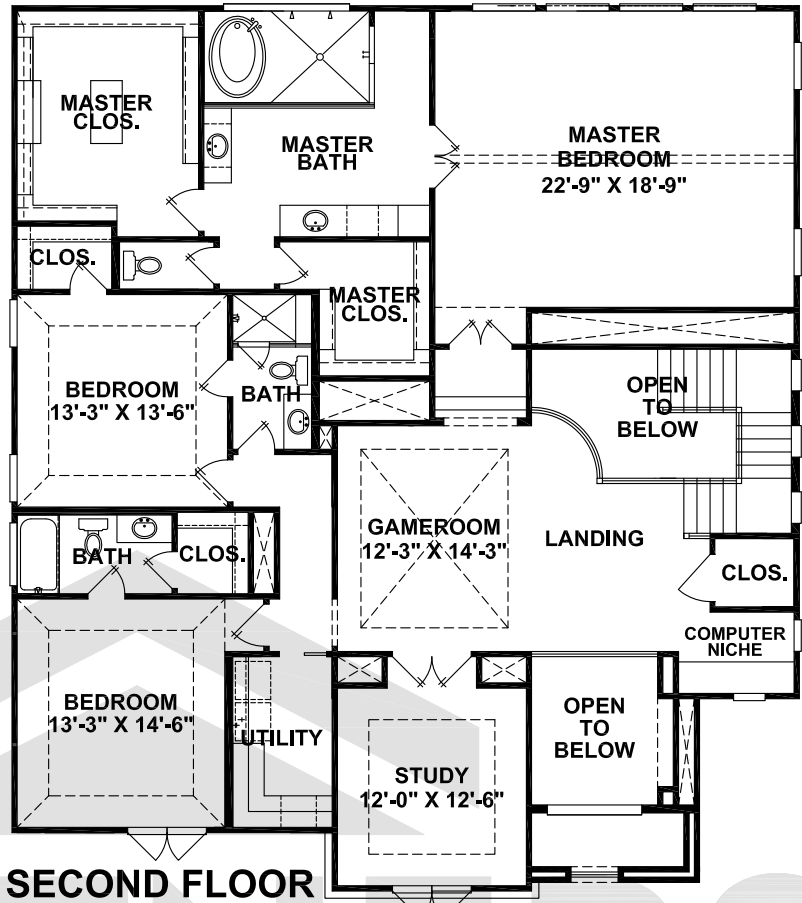 MASTER
CLOS.
MASTER
BATH
MASTER
BEDROOM
22'-9" X 18'-9"
CLOS.
MASTER
CLOS.
BEDROOM
13'-3" X 13'-6"
BATH
OPEN
TO
BELOW
GAMEROOM
12'-3" X 14'-3"
LANDING
BATH
CLOS.
CLOS.
COMPUTER
NICHE
BEDROOM
13'-3" X 14'-6"
UTILITY
OPEN
TO
BELOW
STUDY
12'-0" X 12'-6"
SECOND FLOOR